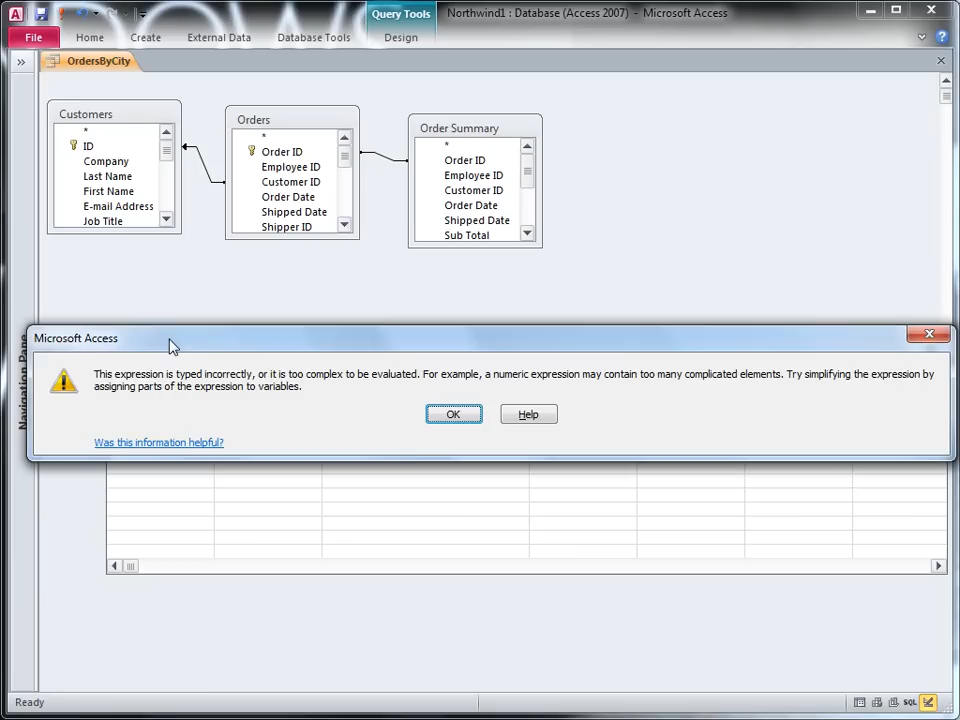 Query Tools
Northwind1 : Database (Access 2007) - Microsoft Access
File
Home
Create
External Data
Database Tools
Design
OrdersByCity
Customers
*
ID
Company
Last Name
First Name
E-mail Address
Job Title
Orders
*
Order ID
Employee ID
Customer ID
Order Date
Shipped Date
Shipper ID
Order Summary
*
Order ID
Employee ID
Customer ID
Order Date
Shipped Date
Sub Total
Navigation Pane
Microsoft Access
This expression is typed incorrectly, or it is too complex to be evaluated. For example, a numeric expression may contain too many complicated elements. Try simplifying the expression by
assigning parts of the expression to variables.
OK
Help
Was this information helpful?
Ready
SQL